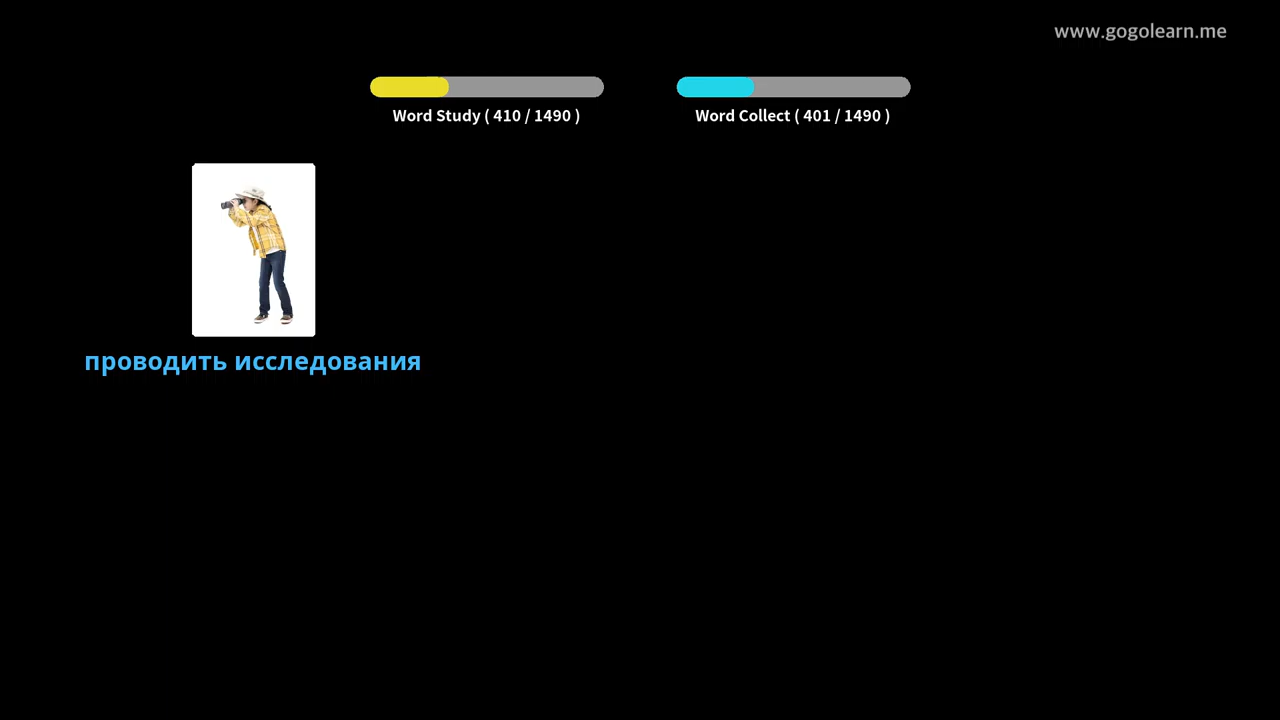 www.gogolearn.me
Word Study ( 410 / 1490 )
Word Collect ( 401 / 1490 )
проводить исследования